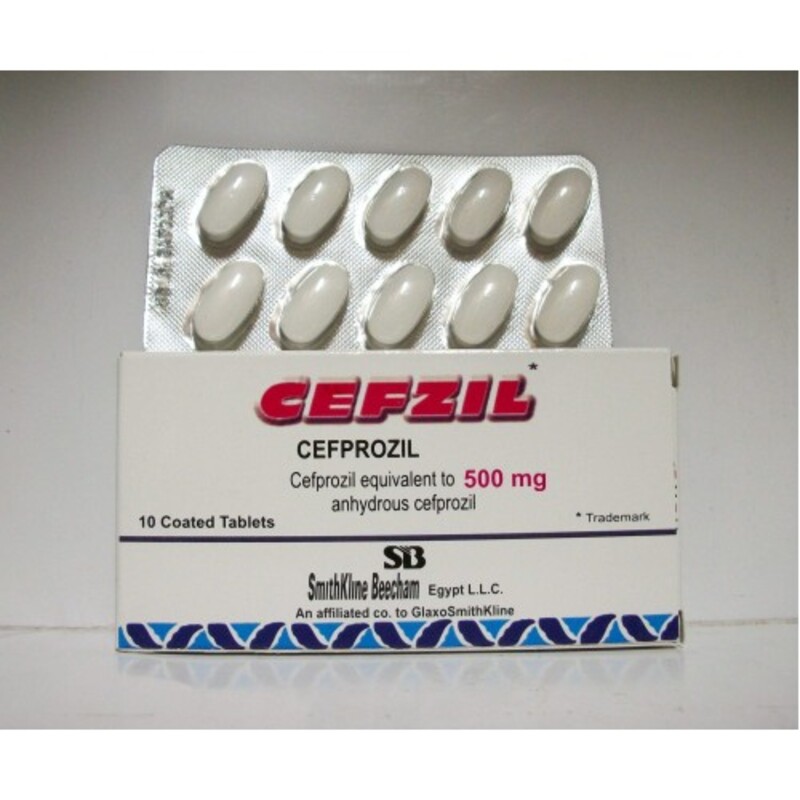 CEFZIL*
CEFPROZIL
Cefprozil equivalent to 500 mg
anhydrous cefprozil
10 Coated Tablets
* Trademark
SB
SmithKline Beecham Egypt L.L.C.
An affiliated co. to GlaxoSmithKline